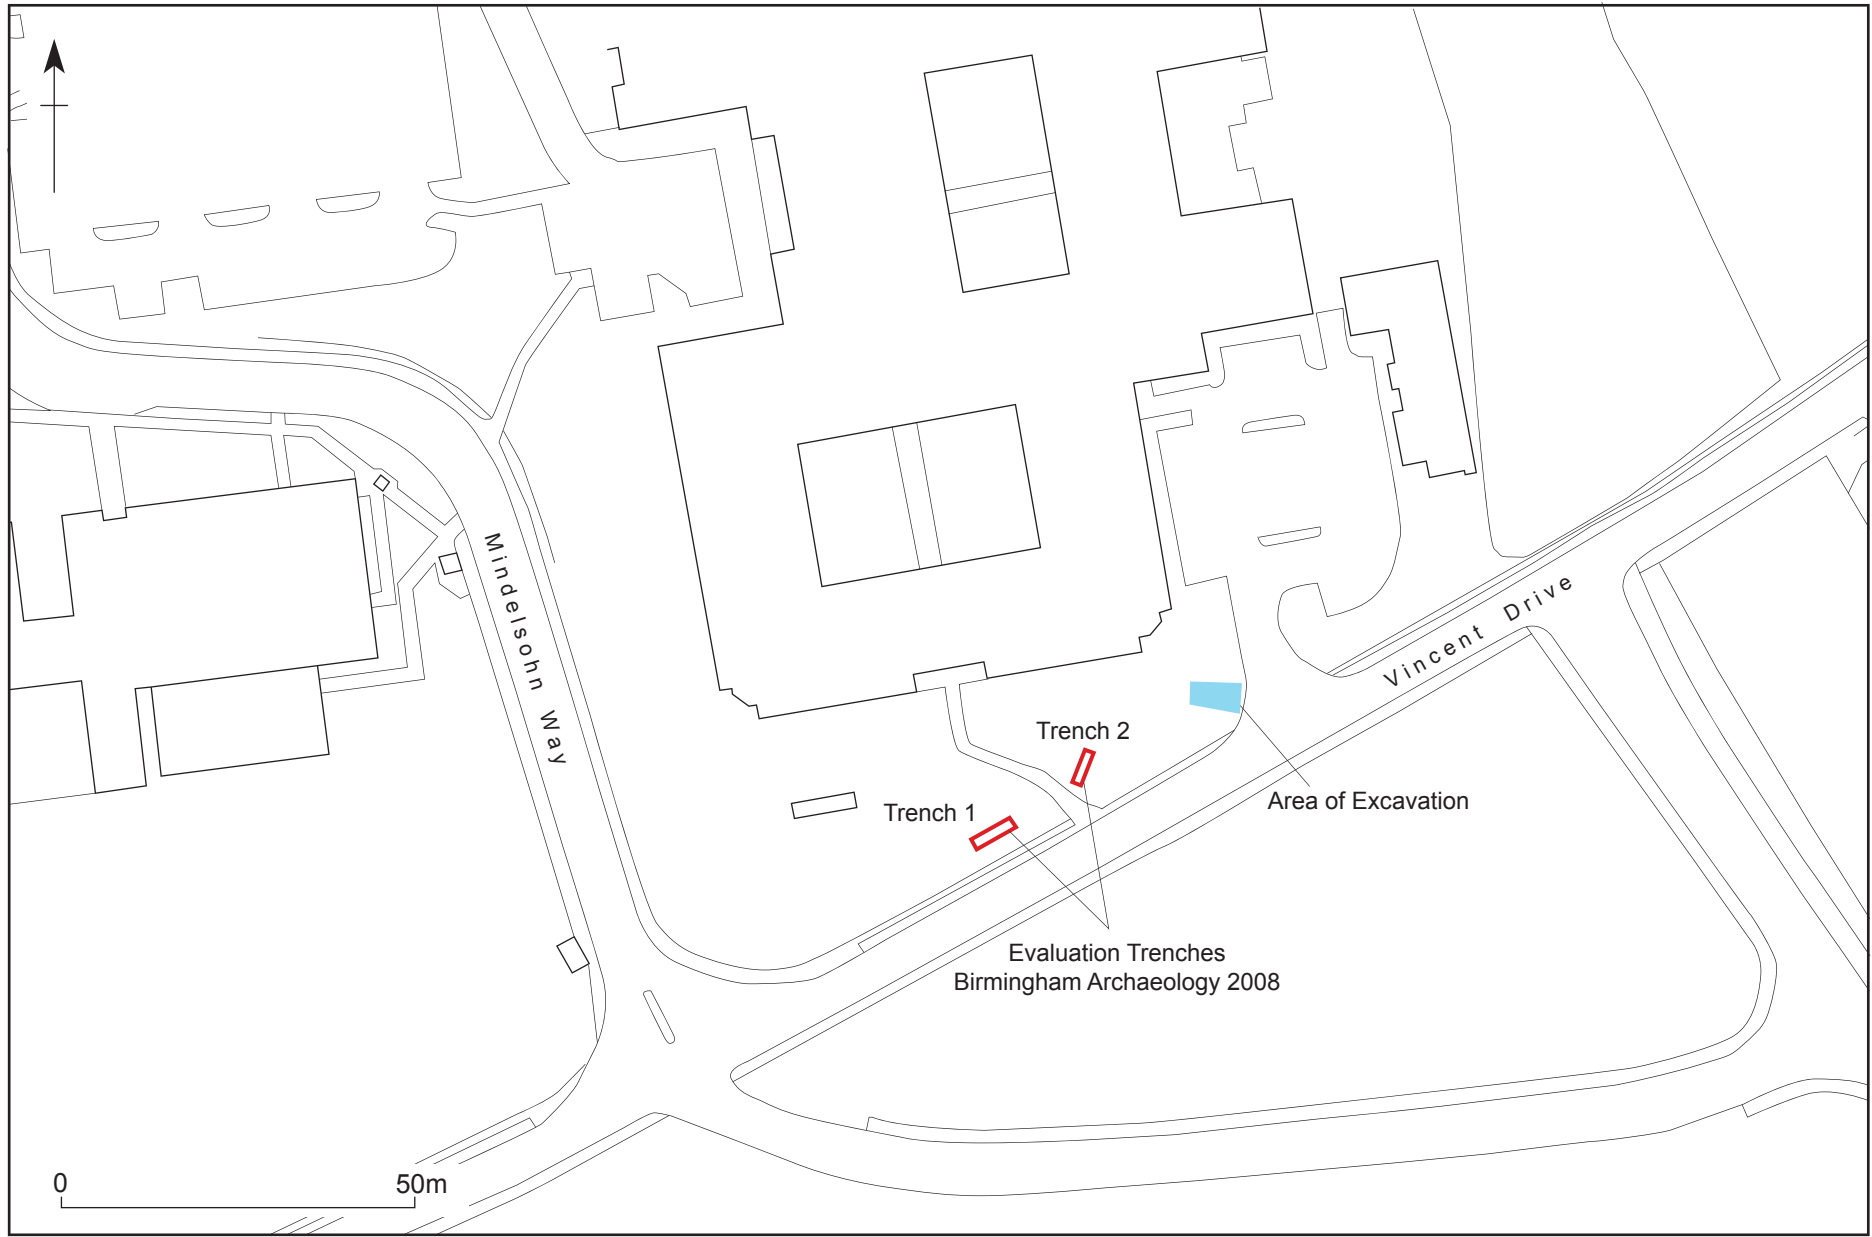 Mindelsohn Way
Vincent Drive
Trench 2
Trench 1
Area of Excavation
Evaluation Trenches
Birmingham Archaeology 2008
0 50m